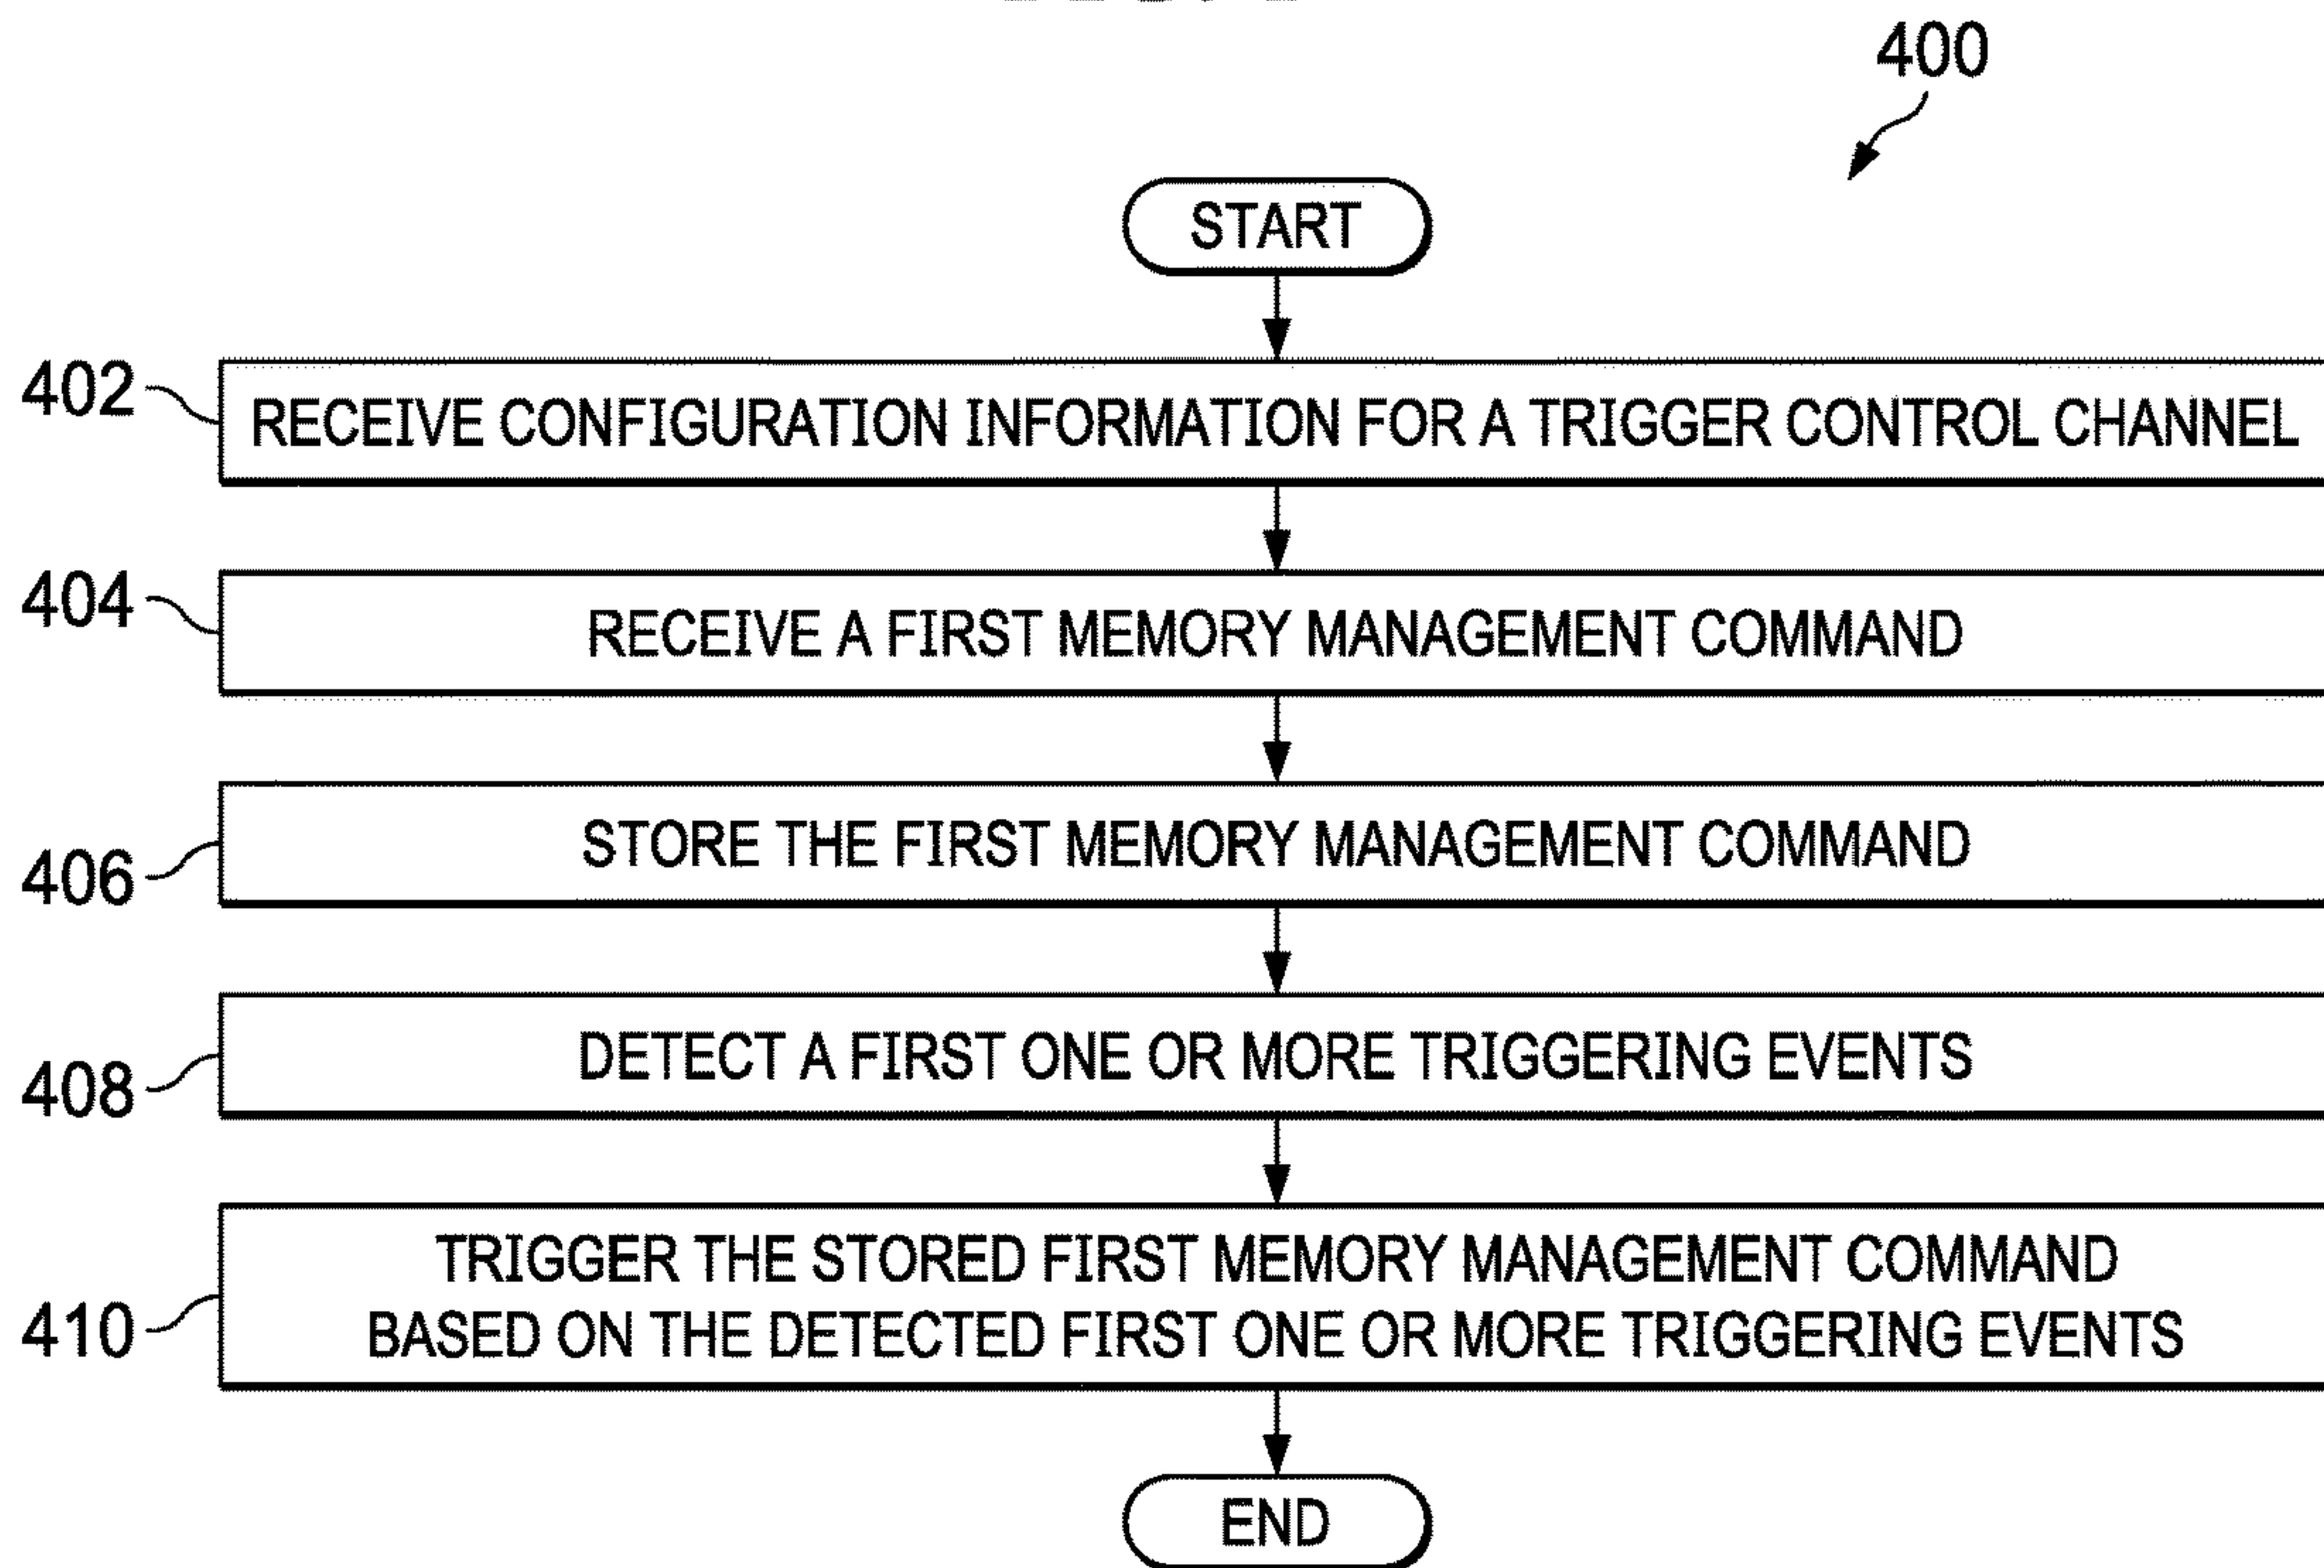 400
START
402
RECEIVE CONFIGURATION INFORMATION FOR A TRIGGER CONTROL CHANNEL
404
RECEIVE A FIRST MEMORY MANAGEMENT COMMAND
406
STORE THE FIRST MEMORY MANAGEMENT COMMAND
408
DETECT A FIRST ONE OR MORE TRIGGERING EVENTS
410
TRIGGER THE STORED FIRST MEMORY MANAGEMENT COMMAND
BASED ON THE DETECTED FIRST ONE OR MORE TRIGGERING EVENTS
END